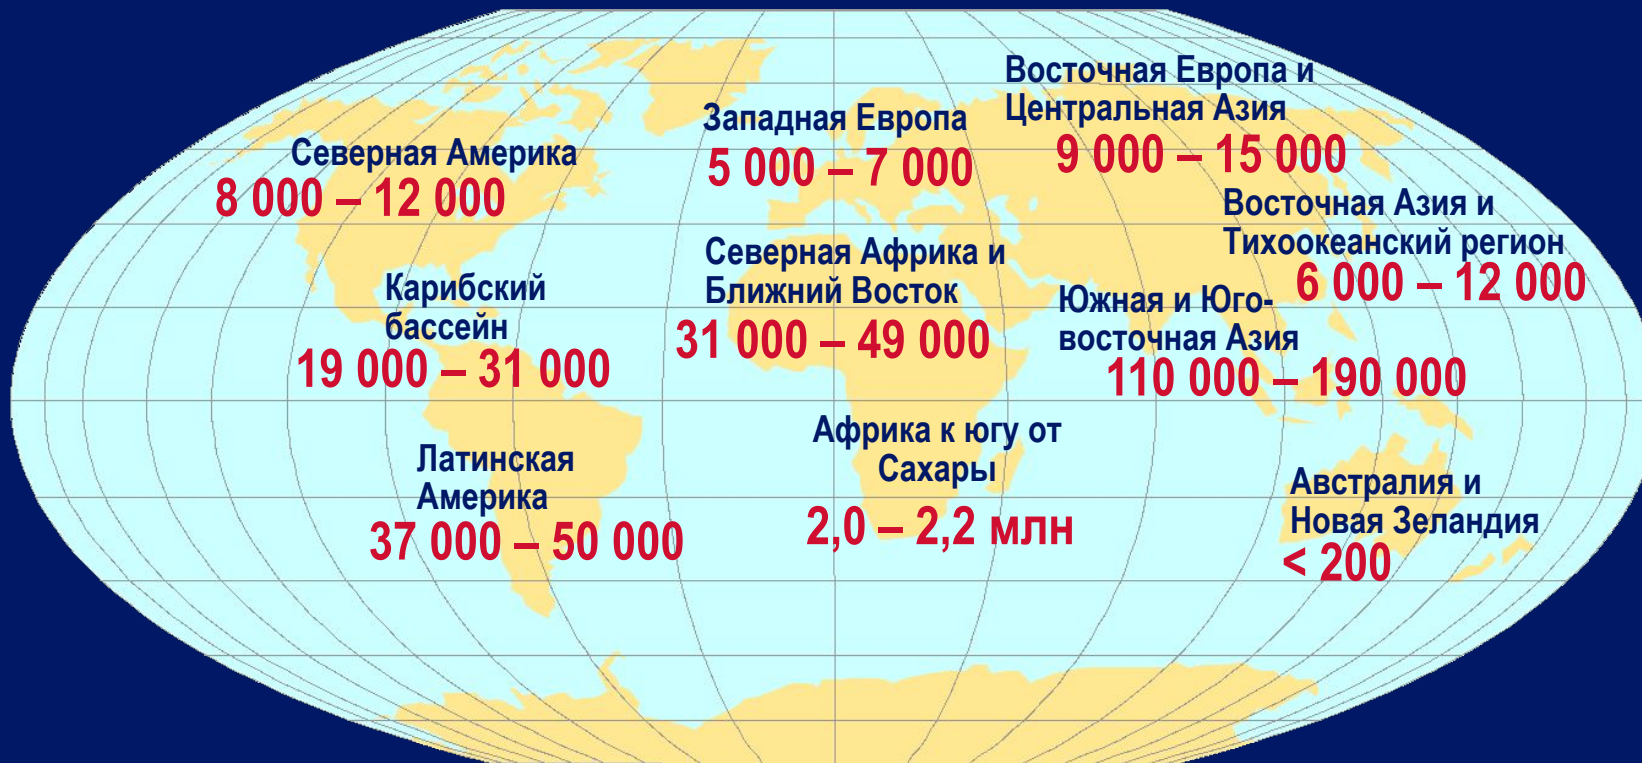 Восточная Европа и
Центральная Азия
9 000 – 15 000
Западная Европа
5 000 – 7 000
Северная Америка
8 000 – 12 000
Восточная Азия и
Тихоокеанский регион
6 000 – 12 000
Северная Африка и
Ближний Восток
31 000 – 49 000
Карибский
бассейн
19 000 – 31 000
Южная и Юго-
восточная Азия
110 000 – 190 000
Африка к югу от
Сахары
2,0 – 2,2 млн
Латинская
Америка
37 000 – 50 000
Австралия и
Новая Зеландия
< 200